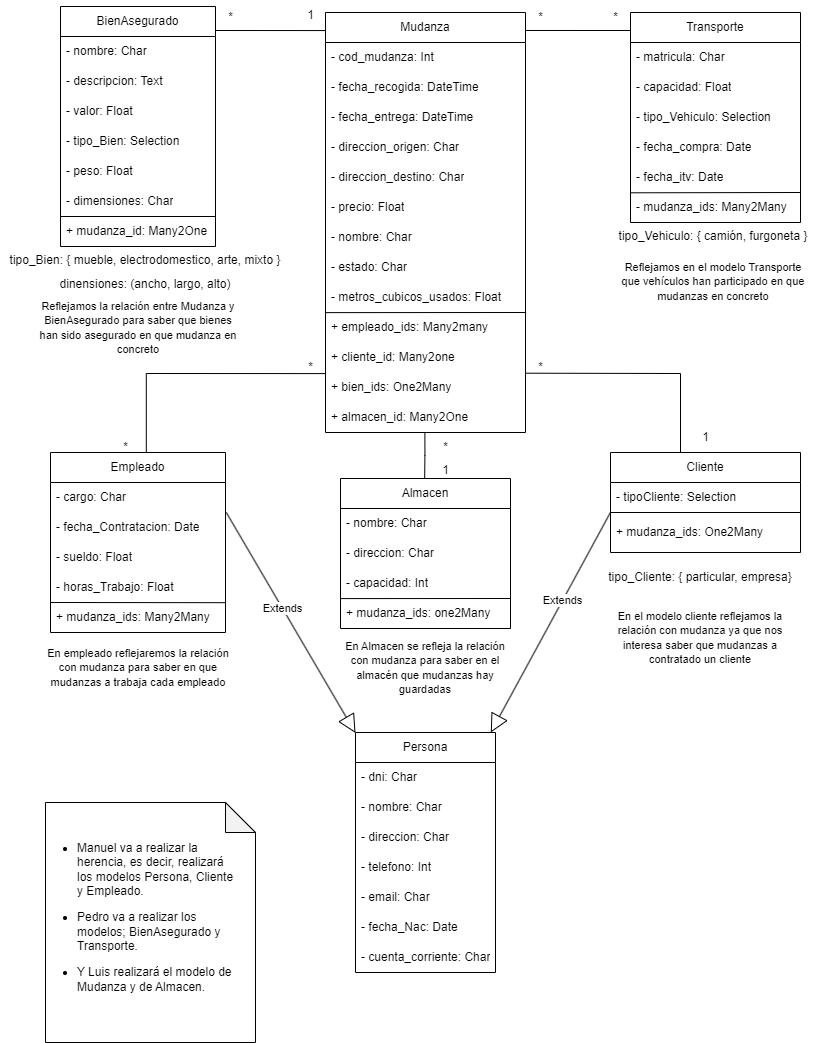 BienAsegurado
- nombre: Char
- descripcion: Text
- valor: Float
- tipo_Bien: Selection
- peso: Float
- dimensiones: Char
+ mudanza_id: Many2One
tipo_Bien: { mueble, electrodomestico, arte, mixto }
dinensiones: (ancho, largo, alto)
Reflejamos la relación entre Mudanza y
BienAsegurado para saber que bienes
han sido asegurado en que mudanza en
concreto
*
1
Mudanza
- cod_mudanza: Int
- fecha_recogida: DateTime
- fecha_entrega: DateTime
- direccion_origen: Char
- direccion_destino: Char
- precio: Float
- nombre: Char
- estado: Char
- metros_cubicos_usados: Float
+ empleado_ids: Many2many
+ cliente_id: Many2one
+ bien_ids: One2Many
+ almacen_id: Many2One
*
*
Transporte
- matricula: Char
- capacidad: Float
- tipo_Vehiculo: Selection
- fecha_compra: Date
- fecha_itv: Date
- mudanza_ids: Many2Many
tipo_Vehiculo: { camión, furgoneta }
Reflejamos en el modelo Transporte
que vehículos han participado en que
mudanzas en concreto
*
*
*
1
*
1
Empleado
- cargo: Char
- fecha_Contratacion: Date
- sueldo: Float
- horas_Trabajo: Float
+ mudanza_ids: Many2Many
En empleado reflejaremos la relación
con mudanza para saber en que
mudanzas a trabaja cada empleado
Almacen
- nombre: Char
- direccion: Char
- capacidad: Int
+ mudanza_ids: one2Many
En Almacen se refleja la relación
con mudanza para saber en el
almacén que mudanzas hay
guardadas
Cliente
- tipoCliente: Selection
+ mudanza_ids: One2Many
tipo_Cliente: { particular, empresa}
En el modelo cliente reflejamos la
relación con mudanza ya que nos
interesa saber que mudanzas a
contratado un cliente
Extends
Extends
Persona
- dni: Char
- nombre: Char
- direccion: Char
- telefono: Int
- email: Char
- fecha_Nac: Date
- cuenta_corriente: Char
• Manuel va a realizar la
herencia, es decir, realizará
los modelos Persona, Cliente
y Empleado.
• Pedro va a realizar los
modelos; BienAsegurado y
Transporte.
• Y Luis realizará el modelo de
Mudanza y de Almacen.